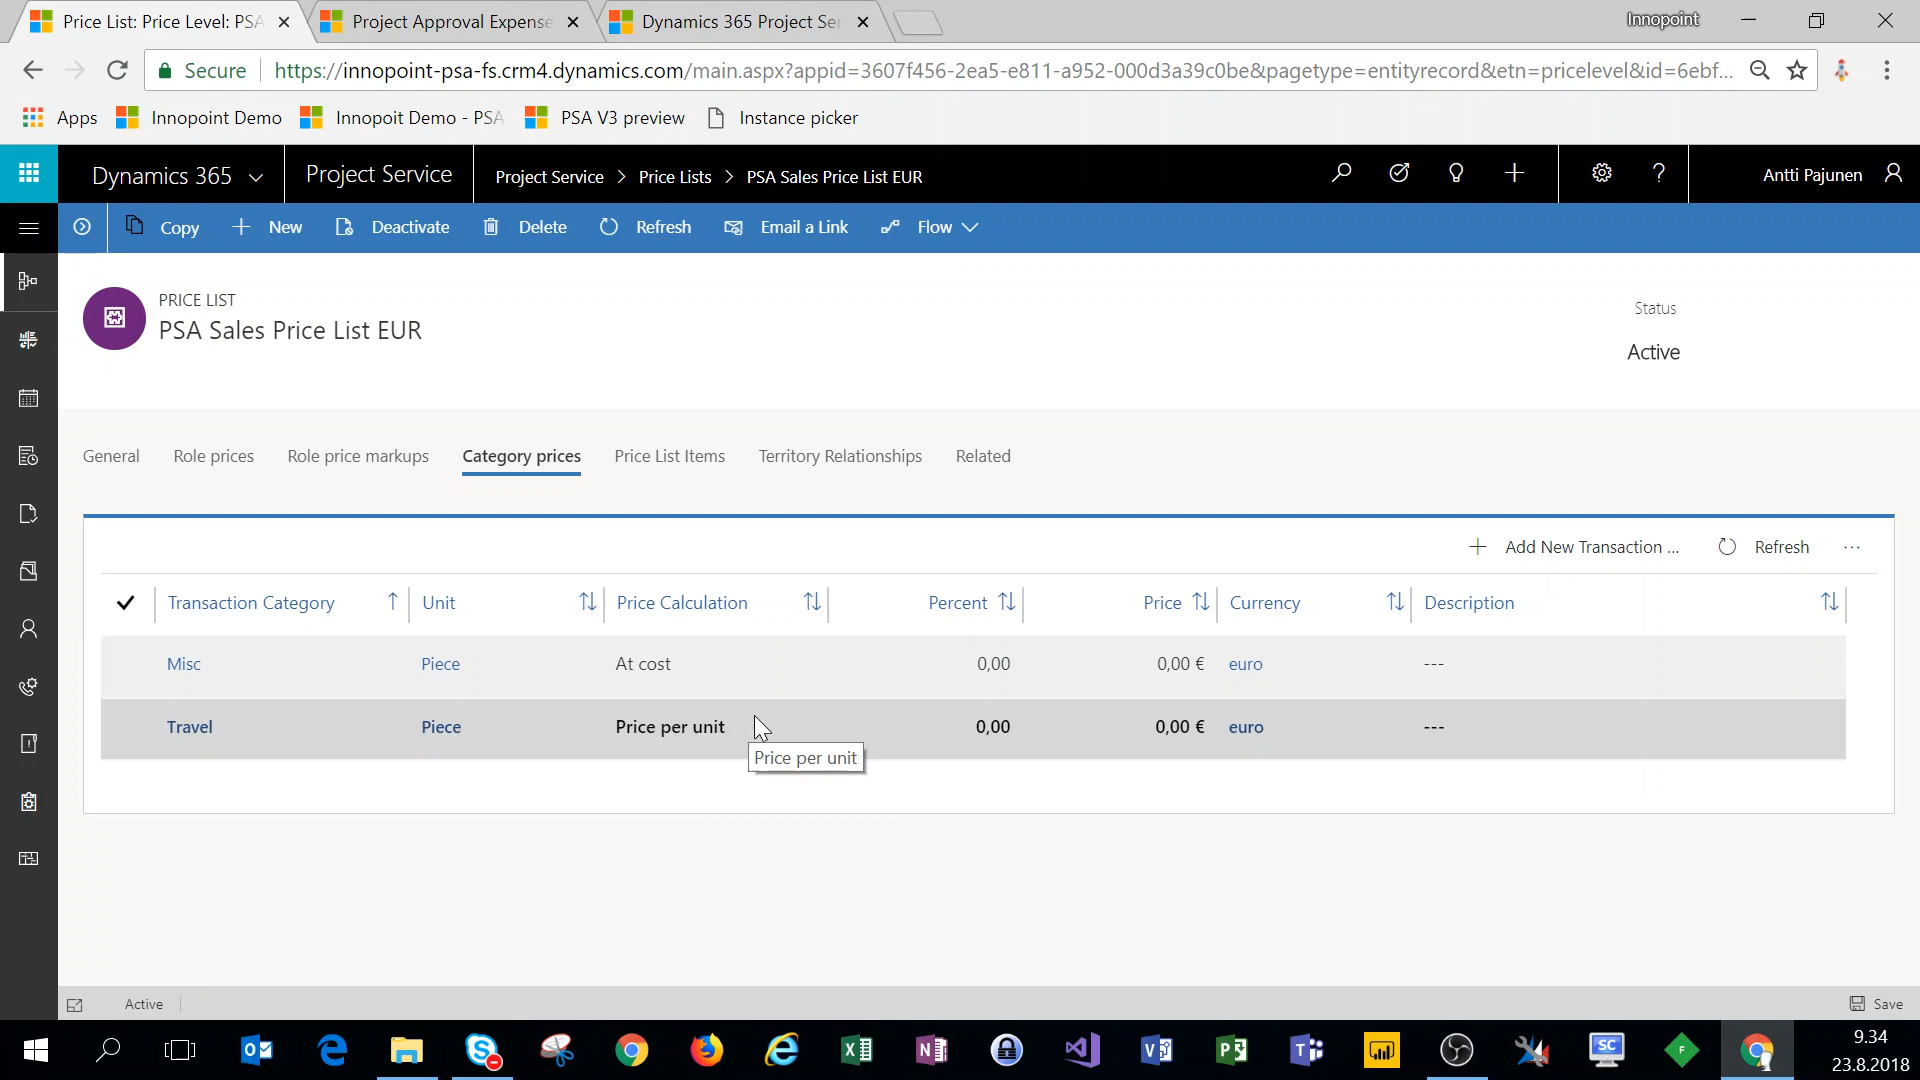 Price List: Price Level: PSA
Project Approval Expense
Dynamics 365 Project Ser
Innopoint
Secure https://innopoint-psa-fs.crm4.dynamics.com/main.aspx?appid=3607f456-2ea5-e811-a952-000d3a39c0be&pagetype=entityrecord&etn=pricelevel&id=6ebf...
Apps Innopoint Demo Innopoit Demo - PSA PSA V3 preview Instance picker
Dynamics 365 Project Service Project Service > Price Lists > PSA Sales Price List EUR Antti Pajunen
Copy New Deactivate Delete Refresh Email a Link Flow
PRICE LIST
PSA Sales Price List EUR
Status
Active
General Role prices Role price markups Category prices Price List Items Territory Relationships Related
Add New Transaction ... Refresh ...
Transaction Category Unit Price Calculation Percent Price Currency Description
Misc Piece At cost 0,00 0,00 € euro ---
Travel Piece Price per unit 0,00 0,00 € euro ---
Price per unit
Active Save
9.34
23.8.2018